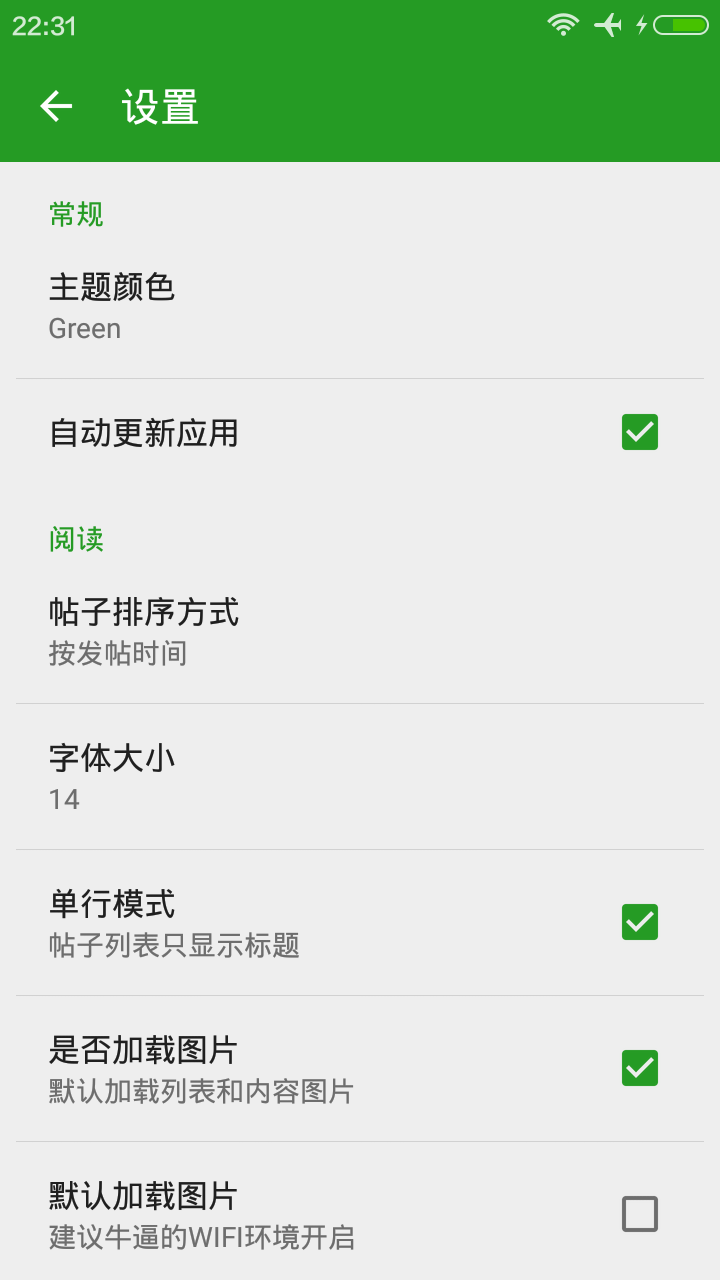 22:31
设置
常规
主题颜色
Green
自动更新应用
阅读
帖子排序方式
按发帖时间
字体大小
14
单行模式
帖子列表只显示标题
是否加载图片
默认加载列表和内容图片
默认加载图片
建议牛逼的WIFI环境开启